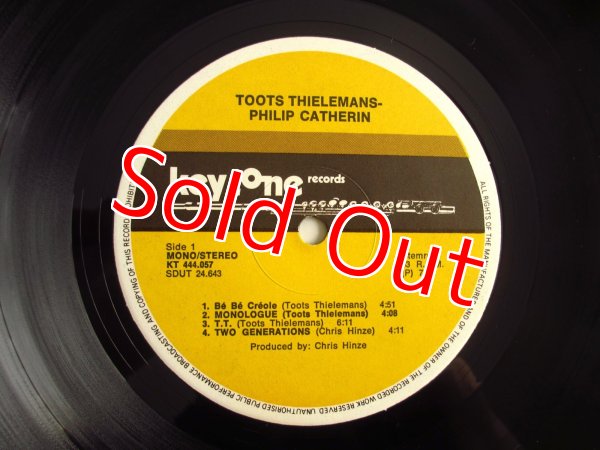 TOOTS THIELEMANS-
PHILIP CATHERIN
key One records
Sold Out
Side 1
MONO/STEREO
KT 444.057
SDUT 24.643
1. Bé Bé Créole (Toots Thielemans) 4:51
2. MONOLOGUE (Toots Thielemans) 4:08
3. T.T. (Toots Thielemans) 6:11
4. TWO GENERATIONS (Chris Hinze) 4:11
Produced by: Chris Hinze
ALL RIGHTS OF THE MANUFACTURER AND OF THE OWNER OF THE RECORDED WORK RESERVED UNAUTHORISED PUBLIC PERFORMANCE BROADCASTING AND COPYING OF THIS RECORD